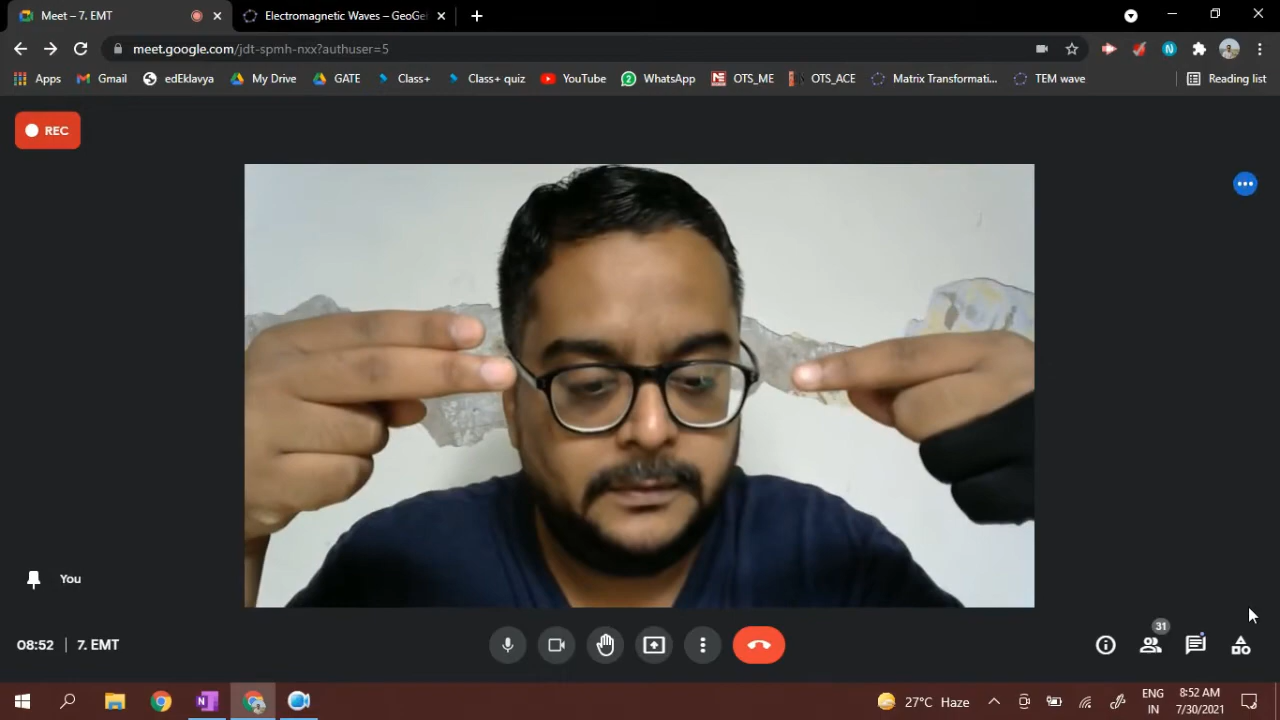 Meet – 7. EMT
Electromagnetic Waves – GeoGe
meet.google.com/jdt-spmh-nxx?authuser=5
Apps
Gmail
edEklavya
My Drive
GATE
Class+
Class+ quiz
YouTube
WhatsApp
OTS_ME
OTS_ACE
Matrix Transformati...
TEM wave
Reading list
REC
You
08:52 | 7. EMT
31
27°C Haze
ENG
IN
8:52 AM
7/30/2021